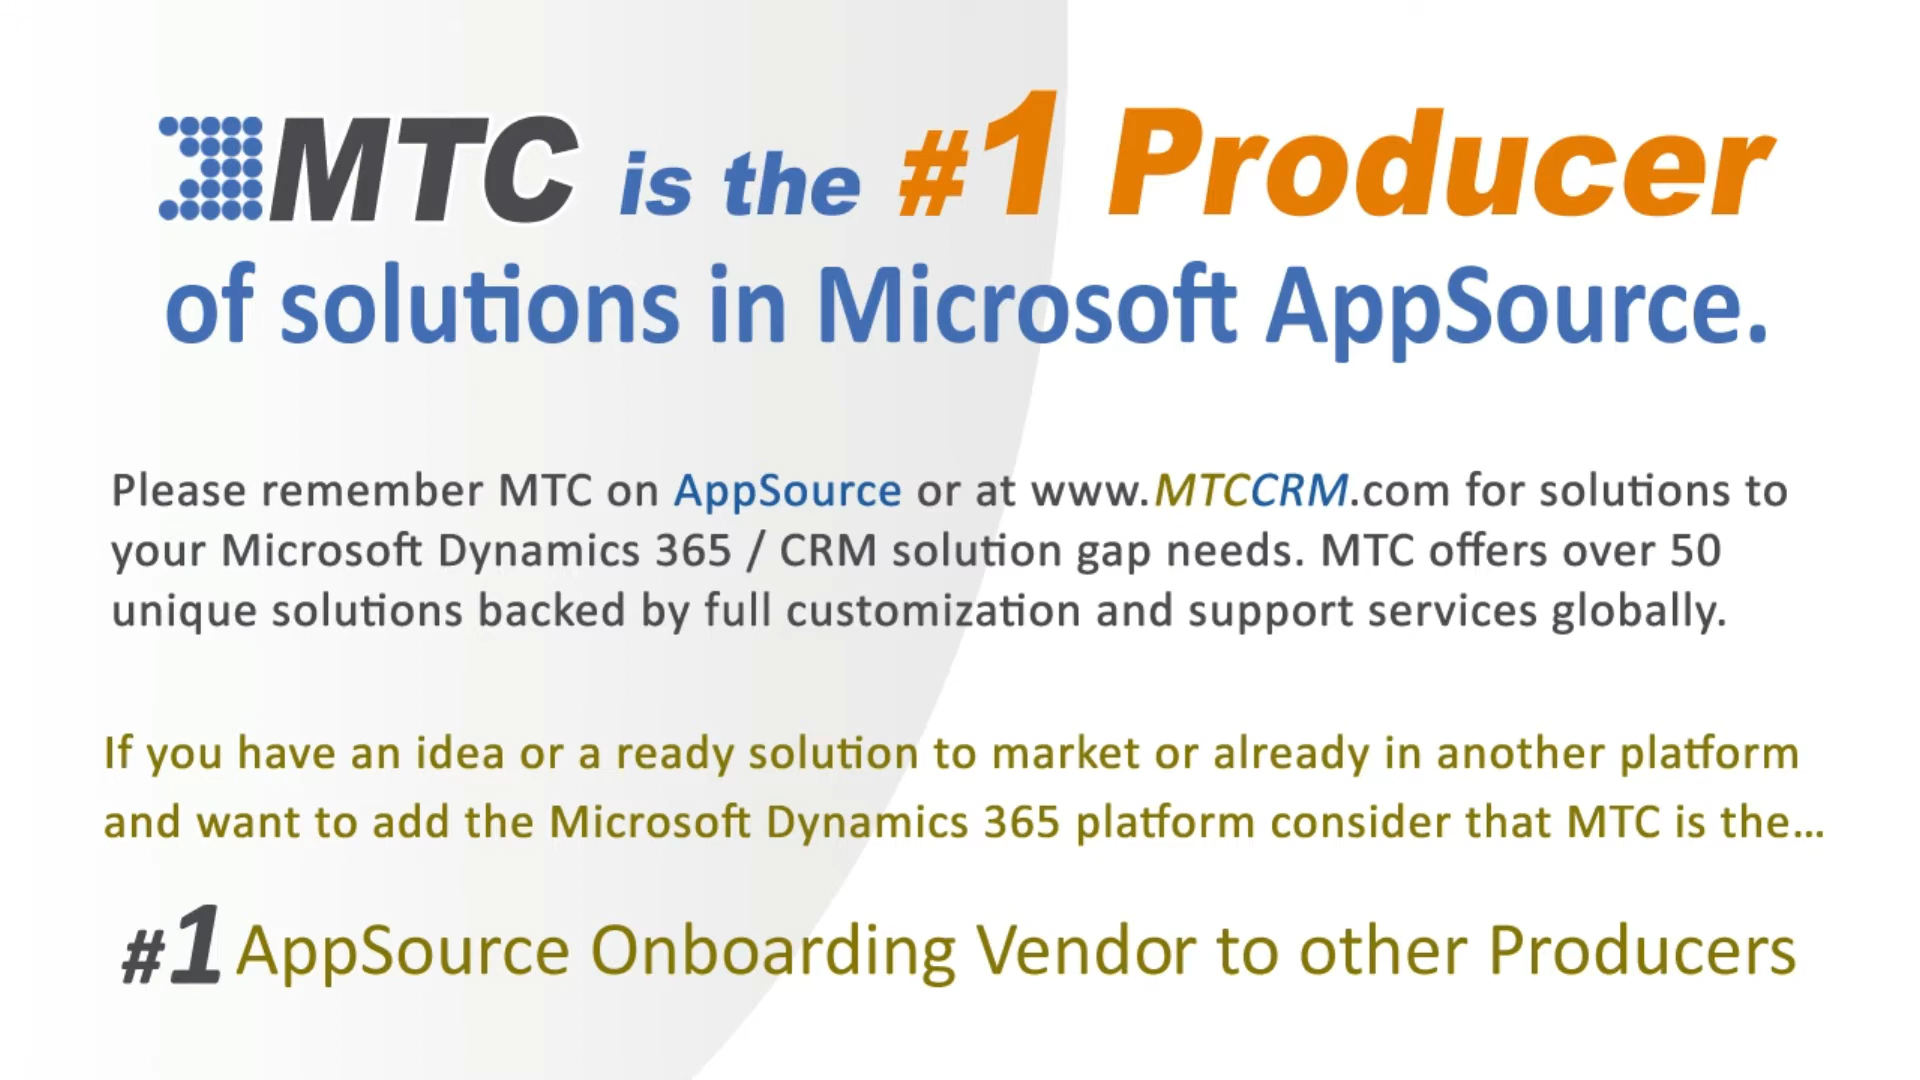 MTC is the #1 Producer
of solutions in Microsoft AppSource.
Please remember MTC on AppSource or at www.MTCCRM.com for solutions to
your Microsoft Dynamics 365 / CRM solution gap needs. MTC offers over 50
unique solutions backed by full customization and support services globally.
If you have an idea or a ready solution to market or already in another platform
and want to add the Microsoft Dynamics 365 platform consider that MTC is the...
#1 AppSource Onboarding Vendor to other Producers